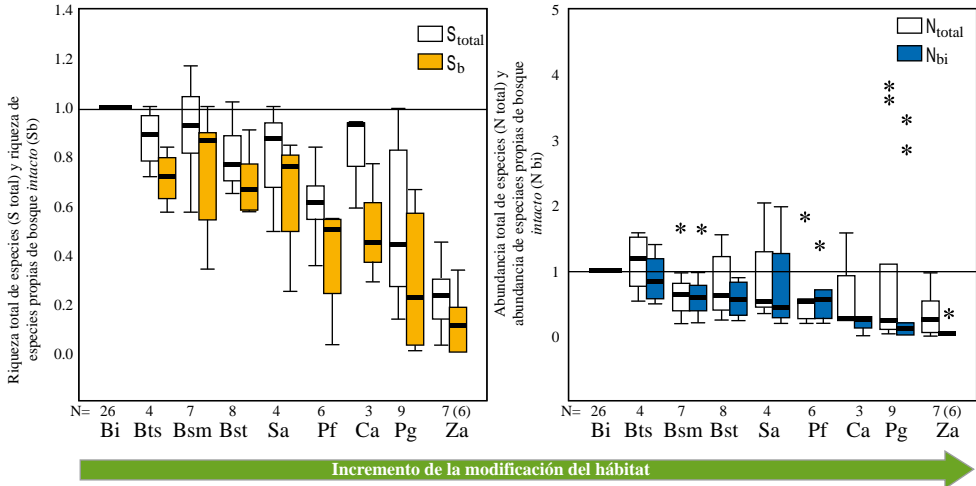 Riqueza total de especies (S total) y riqueza de
especies propias de bosque intacto (Sb)
1.4
1.2
1.0
0.8
0.6
0.4
0.2
0.0
S total
S b
N= 26 4 7 8 4 6 3 9 7 (6)
Bi Bts Bsm Bst Sa Pf Ca Pg Za
Abundancia total de especies (N total) y
abundancia de especiaes propias de bosque
intacto (N bi)
5
4
3
2
1
0
N total
N bi
* * * * * * * * *
N= 26 4 7 8 4 6 3 9 7 (6)
Bi Bts Bsm Bst Sa Pf Ca Pg Za
Incremento de la modificación del hábitat